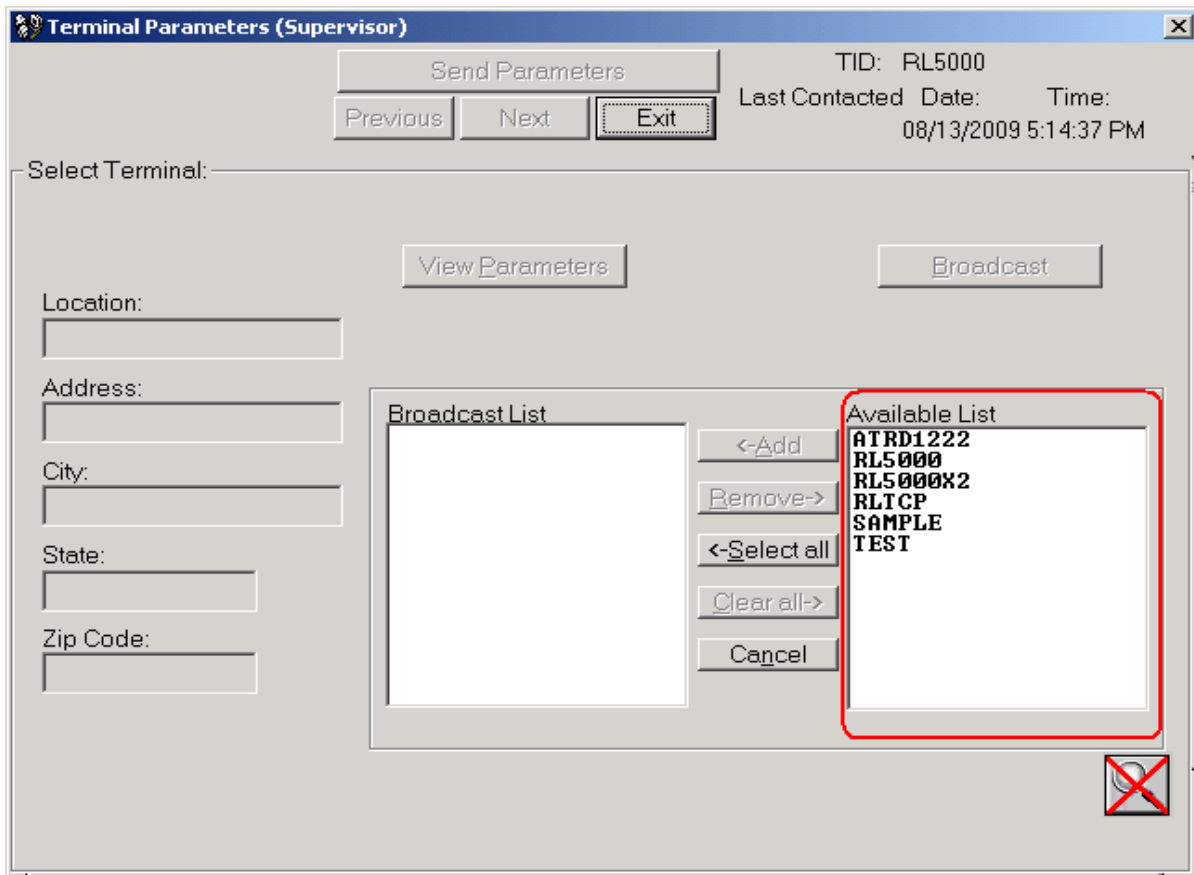 Terminal Parameters (Supervisor)
Send Parameters
TID: RL5000
Previous
Next
Exit
Last Contacted Date: Time:
08/13/2009 5:14:37 PM
Select Terminal:
View Parameters
Broadcast
Location:
Address:
City:
State:
Zip Code:
Broadcast List
<-Add
Remove->
<-Select all
Clear all->
Cancel
Available List
ATRD1222
RL5000
RL5000X2
RLTCP
SAMPLE
TEST